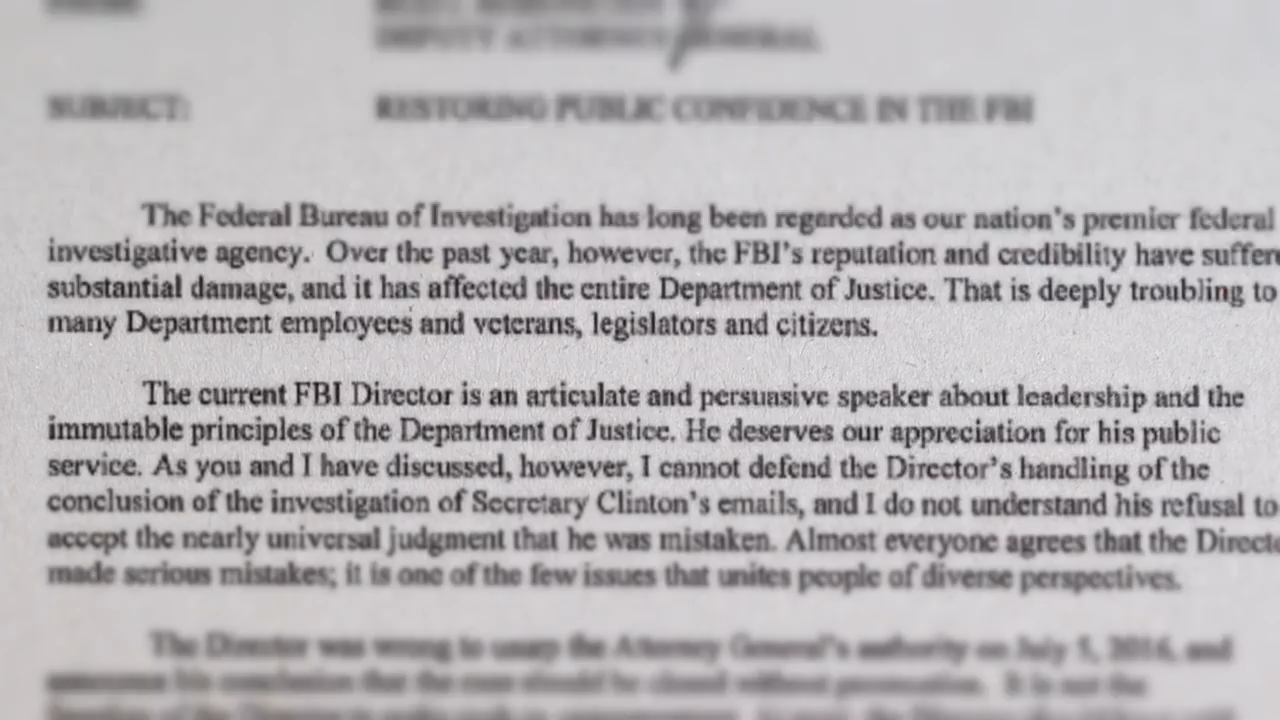 DEPUTY ATTORNEY GENERAL
SUBJECT: RESTORING PUBLIC CONFIDENCE IN THE FBI
The Federal Bureau of Investigation has long been regarded as our nation's premier federal
investigative agency. Over the past year, however, the FBI's reputation and credibility have suffere
substantial damage, and it has affected the entire Department of Justice. That is deeply troubling to
many Department employees and veterans, legislators and citizens.
The current FBI Director is an articulate and persuasive speaker about leadership and the
immutable principles of the Department of Justice. He deserves our appreciation for his public
service. As you and I have discussed, however, I cannot defend the Director's handling of the
conclusion of the investigation of Secretary Clinton's emails, and I do not understand his refusal to
accept the nearly universal judgment that he was mistaken. Almost everyone agrees that the Directo
made serious mistakes; it is one of the few issues that unites people of diverse perspectives.
The Director was wrong to usurp the Attorney General's authority on July 5, 2016, and